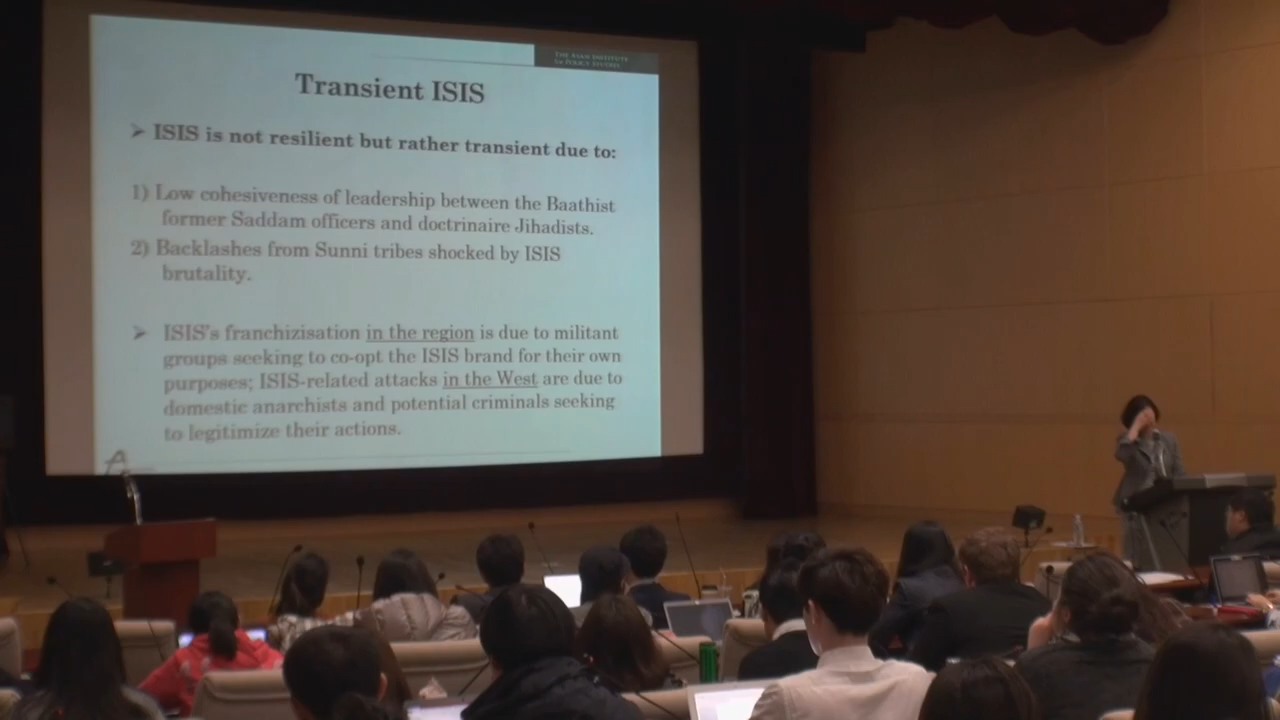 THE ASAN INSTITUTE
for POLICY STUDIES
Transient ISIS
➢ ISIS is not resilient but rather transient due to:
1) Low cohesiveness of leadership between the Baathist
former Saddam officers and doctrinaire Jihadists.
2) Backlashes from Sunni tribes shocked by ISIS
brutality.
➢ ISIS's franchizisation in the region is due to militant
groups seeking to co-opt the ISIS brand for their own
purposes; ISIS-related attacks in the West are due to
domestic anarchists and potential criminals seeking
to legitimize their actions.